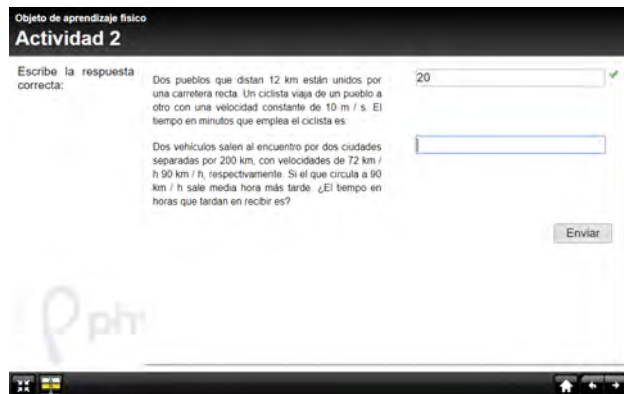 Objeto de aprendizaje fisico
Actividad 2
Escribe la respuesta
correcta:
Dos pueblos que distan 12 km están unidos por
una carretera recta. Un ciclista viaja de un pueblo a
otro con una velocidad constante de 10 m / s. El
tiempo en minutos que emplea el ciclista es:
20
Dos vehículos salen al encuentro por dos ciudades
separadas por 200 km, con velocidades de 72 km /
h 90 km / h, respectivamente. Si el que circula a 90
km / h sale media hora más tarde. ¿El tiempo en
horas que tardan en recibir es?
Enviar